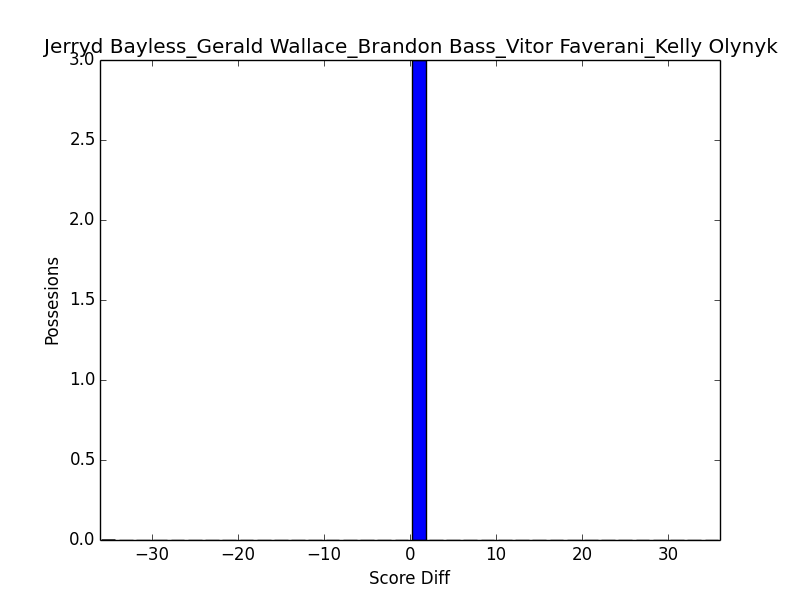 Jerryd Bayless_Gerald Wallace_Brandon Bass_Vitor Faverani_Kelly Olynyk
3.0
2.5
2.0
1.5
1.0
0.5
0.0
Possesions
−30 −20 −10 0 10 20 30
Score Diff